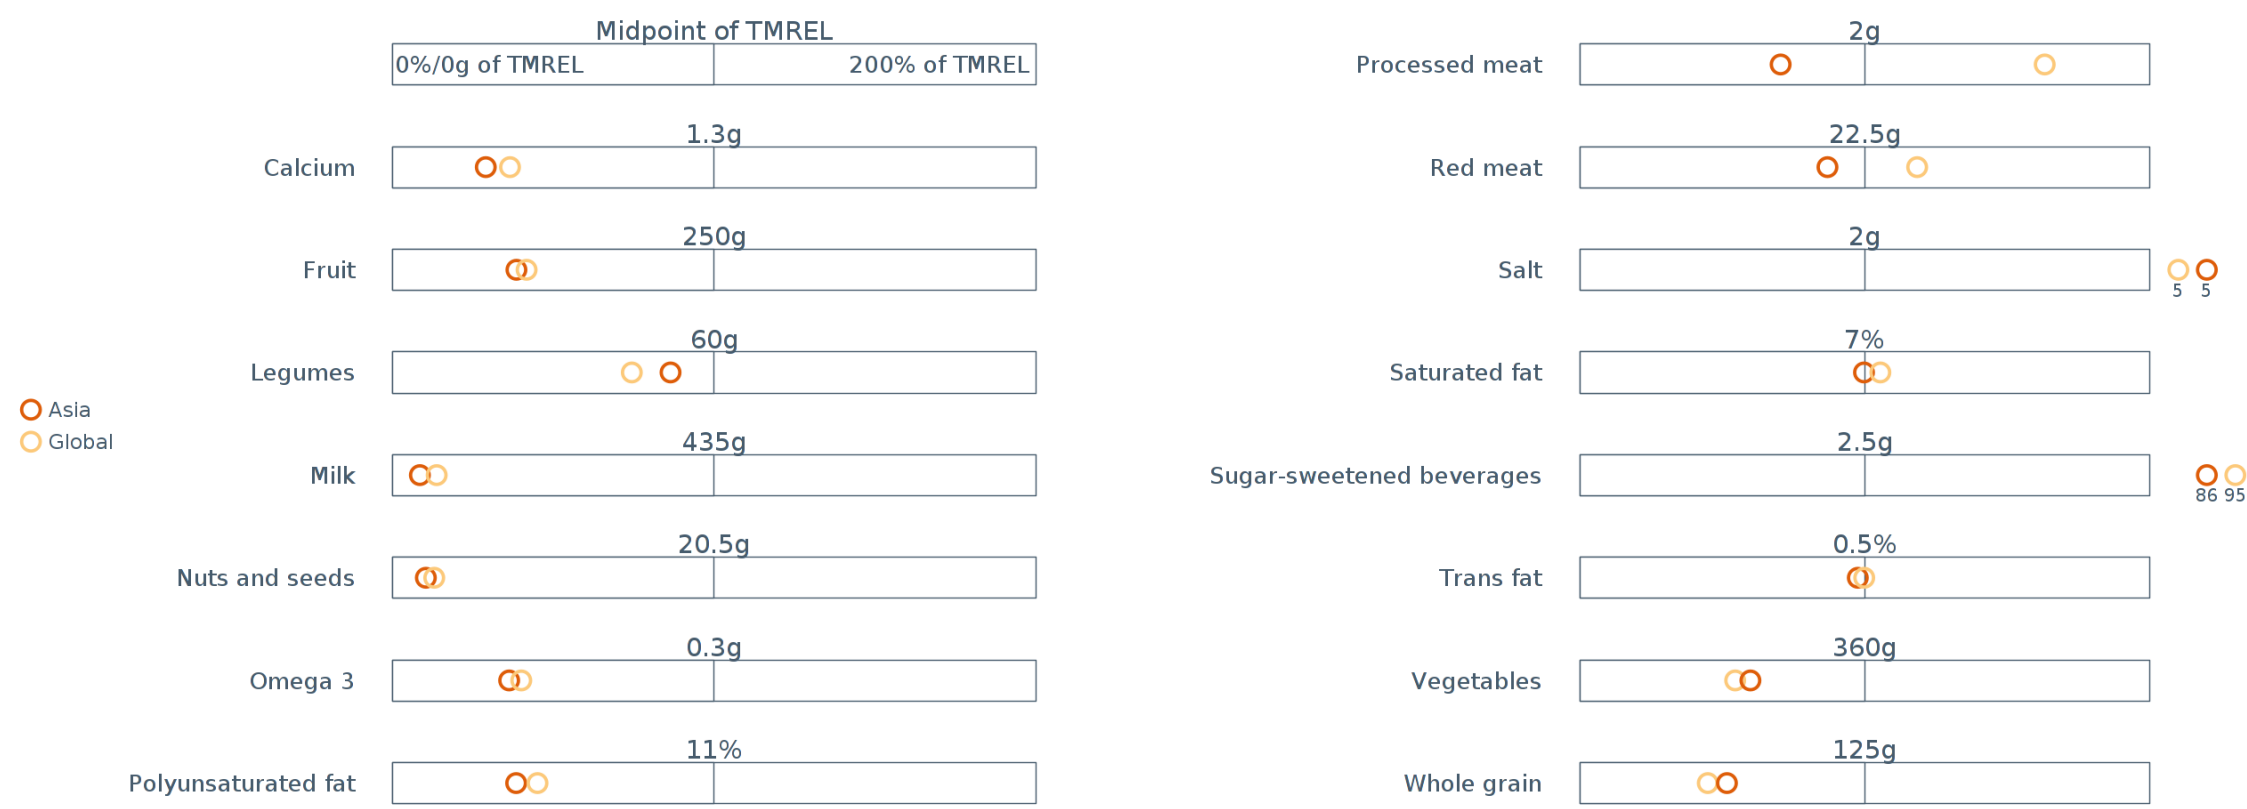 Midpoint of TMREL
0%/0g of TMREL 200% of TMREL
1.3g
Calcium
250g
Fruit
60g
Legumes
435g
Milk
20.5g
Nuts and seeds
0.3g
Omega 3
11%
Polyunsaturated fat
Asia
Global
2g
Processed meat
22.5g
Red meat
2g
Salt
5 5
7%
Saturated fat
2.5g
Sugar-sweetened beverages
86 95
0.5%
Trans fat
360g
Vegetables
125g
Whole grain